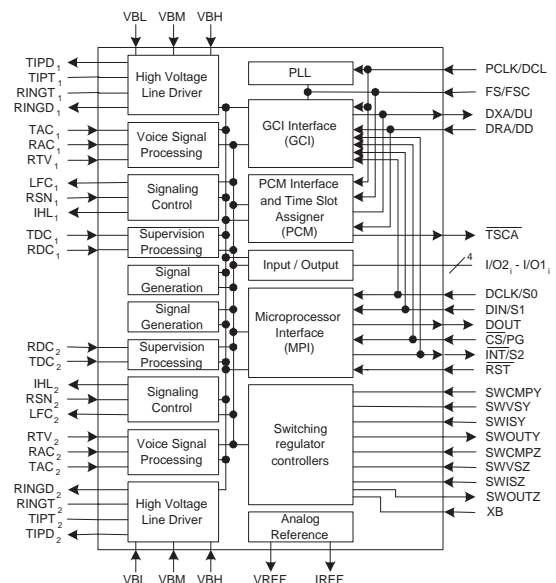 VBL VBM VBH
TIPD1
TIPT1
RINGT1
RINGD1
TAC1
RAC1
RTV1
LFC1
RSN1
IHL1
TDC1
RDC1
RDC2
TDC2
IHL2
RSN2
LFC2
RTV2
RAC2
TAC2
RINGD2
RINGT2
TIPT2
TIPD2
High Voltage
Line Driver
Voice Signal
Processing
Signaling
Control
Supervision
Processing
Signal
Generation
Signal
Generation
Supervision
Processing
Signaling
Control
Voice Signal
Processing
High Voltage
Line Driver
PLL
GCI Interface
(GCI)
PCM Interface
and Time Slot
Assigner
(PCM)
Input / Output
Microprocessor
Interface
(MPI)
Switching
regulator
controllers
Analog
Reference
PCLK/DCL
FS/FSC
DXA/DU
DRA/DD
TSCA
4
I/O2i - I/O1i
DCLK/S0
DIN/S1
DOUT
CS/PG
INT/S2
RST
SWCMPY
SWVSY
SWISY
SWOUTY
SWCMPZ
SWVSZ
SWISZ
SWOUTZ
XB
VBL VBM VBH
VREF IREF